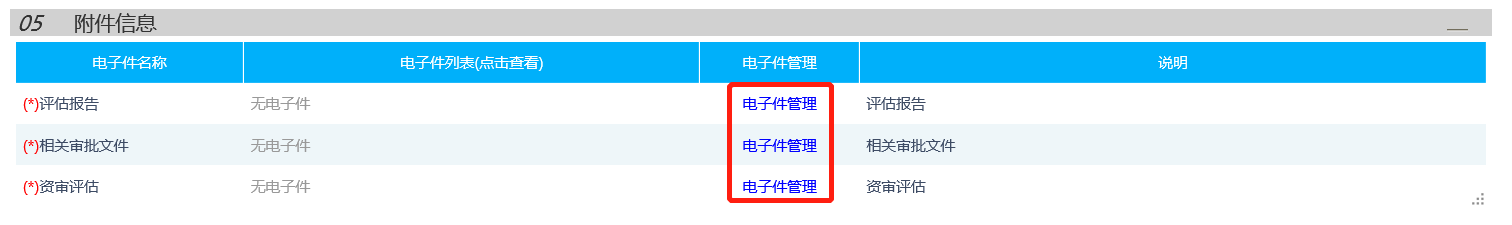 05 附件信息
电子件名称 电子件列表(点击查看) 电子件管理 说明
(*)评估报告 无电子件 电子件管理 评估报告
(*)相关审批文件 无电子件 电子件管理 相关审批文件
(*)资审评估 无电子件 电子件管理 资审评估